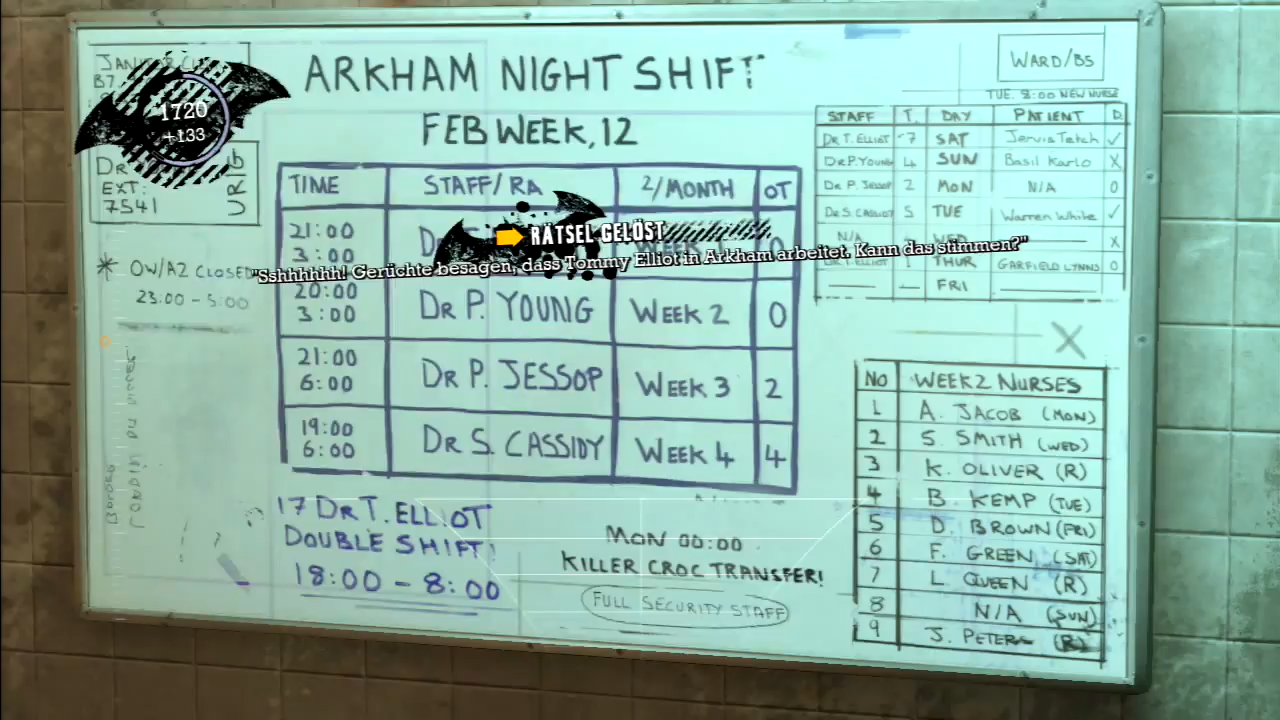 ARKHAM NIGHT SHIFT
FEB WEEK, 12
1720
+133
DR
EXT:
7541
* OW/A2 CLOSED
23:00 - 5:00
TIME STAFF/RA 2/MONTH OT
21:00
3:00
RÄTSEL GELÖST
"Sshhhhhh! Gerüchte besagen, dass Tommy Elliot in Arkham arbeitet. Kann das stimmen?"
20:00
3:00 DR P. YOUNG WEEK 2 0
21:00
6:00 DR P. JESSOP WEEK 3 2
19:00
6:00 DR S. CASSIDY WEEK 4 4
17 DR T. ELLIOT
DOUBLE SHIFT!
18:00 - 8:00
MON 00:00
KILLER CROC TRANSFER!
FULL SECURITY STAFF
WARD/BS
TUE. 8:00 NEW NURSE
STAFF T. DAY PATIENT D.
DR T. ELLIOT 7 SAT Jervis Tetch ✓
DR P. YOUNG 4 SUN Basil Karlo X
DR P. JESSOP 2 MON N/A 0
DR S. CASSIDY 5 TUE Warren White ✓
N/A WED X
THUR GARFIELD LYNNS 0
FRI
X
NO WEEK 2 NURSES
1 A. JACOB (MON)
2 S. SMITH (WED)
3 K. OLIVER (R)
4 B. KEMP (TUE)
5 D. BROWN (FRI)
6 F. GREEN (SAT)
7 L. QUEEN (R)
8 N/A (SUN)
9 J. PETER (R)